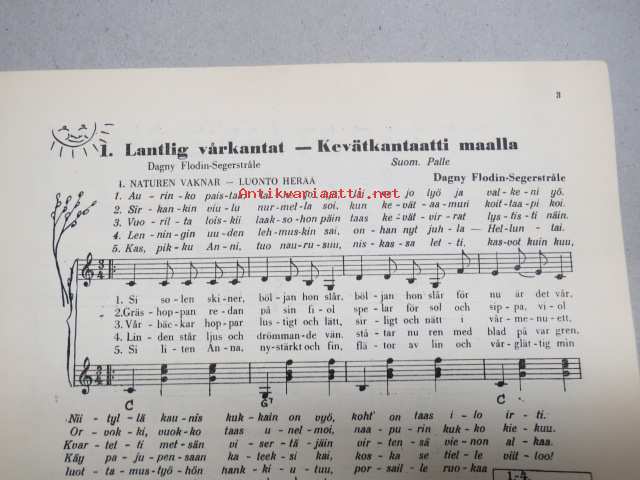 3
1. Lantlig vårkantat — Kevätkantaatti maalla
Dagny Flodin-Segerstråle Suom. Palle
1. NATUREN VAKNAR — LUONTO HERÄÄ Dagny Flodin-Segerstråle
Antikvariaatti.net
1. Au - rin - ko pais - taa, jo lyö ja val - ke - ni yö.
2. Sir - kan - kin viu - lu nur - mel - la soi, kun ke - vät - aa - muri koit - taa - pi koi.
3. Vuo - ril - ta lois - kii laak - so - hon päin taas ke - vät - vir - rat lys - tis - ti näin.
4. Len - nin - gin uu - den leh - mus - kin sai, on - han nyt juh - la — Hel - lun - tai.
5. Kas, pik - ku An - ni, tuo nau - ru - suu, nis - kas - sa let - ti, kas - vot kuin kuu,
1. Si so - len ski - ner, böl - jan hon slår, böl - jan hon slår för nu är det vår,
2. Gräs - hop - pan re - dan på sin fi - ol spe - lar för sol och sip - pa, vi - ol
3. Vår - bäc - kar hop - par lus - tigt och lätt, sir - ligt och nätt i vår - me - nu - ett,
4. Lin - den står ljus och drömman - de vän. stå - tar nu ren med blad på var gren,
5. Si li - ten An - na, ny - stärkt och fin, flä - tor av lin och vår - glät - tig min
C G7 C C
Nii - tyl - lä kau - nis kuk - kain on vyö, koht' on taas i - lo ir - ti.
Or - vok - ki, vuok - ko taas u - nel - moi, naa - pu - rin kuk - ko kie - kuu.
Kvar - tet - ti met - sän vi - ser - tä - jäin vir - ten - sä vie - non al - kaa.
Käy pa - ju - pen - saan ka - leek - si kai, kos - ka se tiel - le viit - too!
luot - ta - mus - työ - hön hank - ki - u - tuu, por - sail - le ruo - kaa
1.-4.